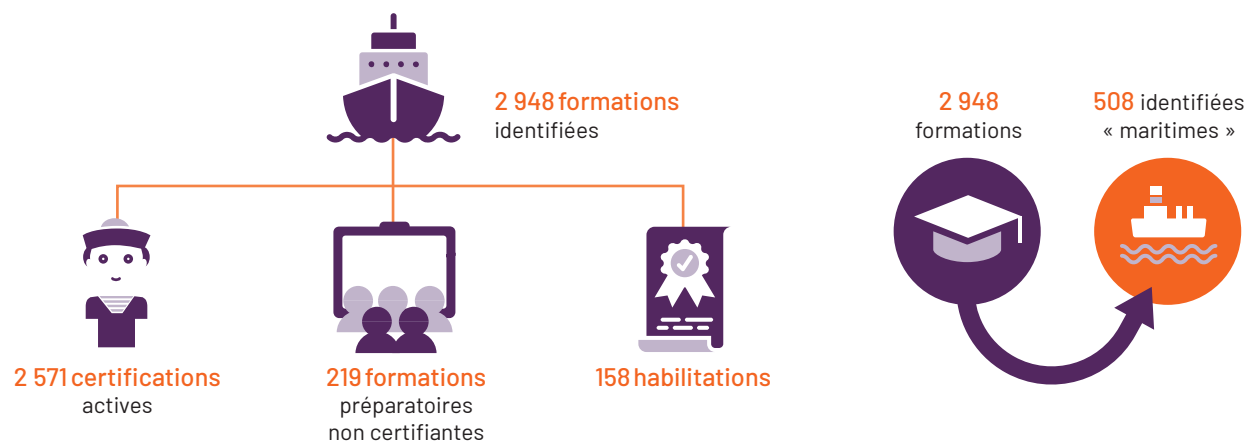 2 948 formations
identifiées
2 571 certifications
actives
219 formations
préparatoires
non certifiantes
158 habilitations
2 948
formations
508 identifiées
« maritimes »